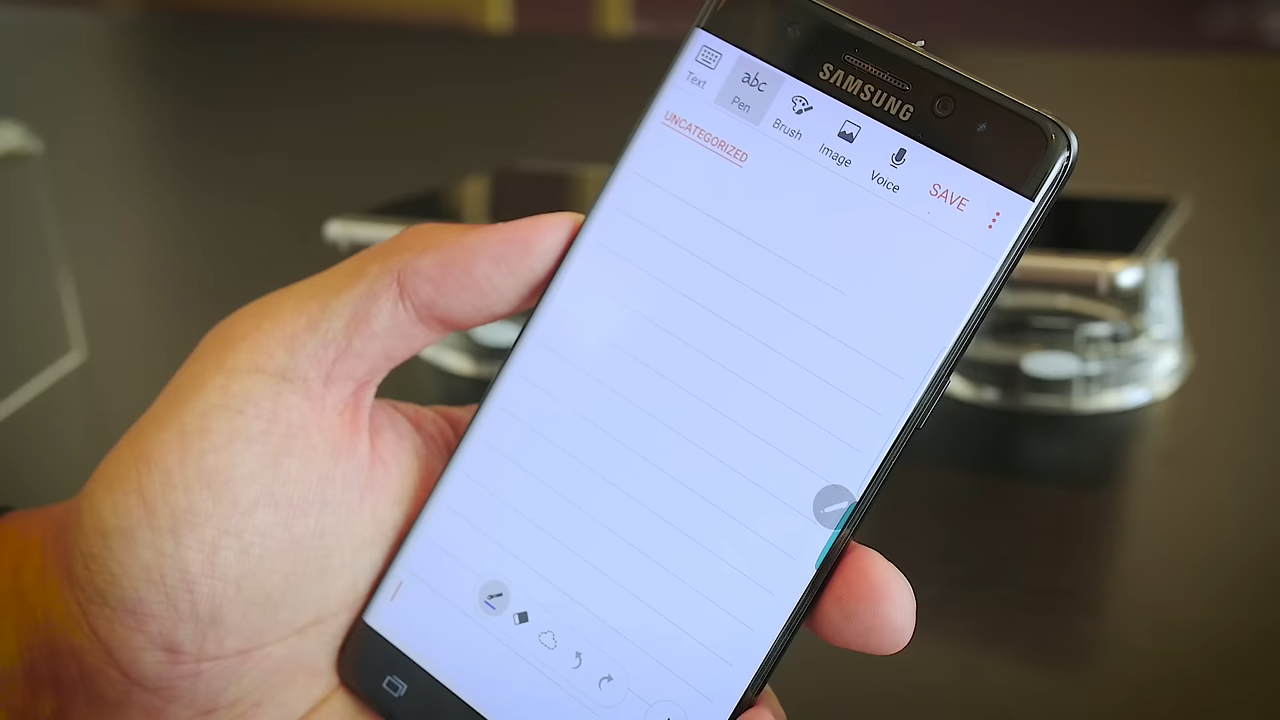 SAMSUNG
Text
abc
Pen
Brush
Image
Voice
SAVE
UNCATEGORIZED